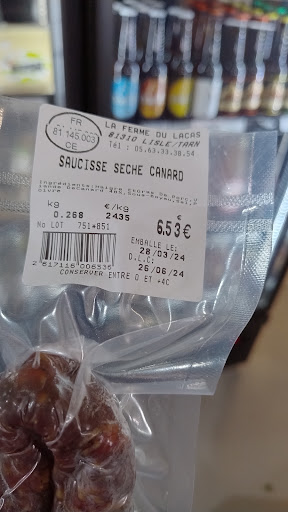 FR
81.145.003
CE
LA FERME DU LACAS
81310 LISLE/TARN
Tél : 05.63.33.38.54
SAUCISSE SECHE CANARD
kg €/kg €
0.268 2435 6.53€
No LOT 751*851
EMBALLE LE:
28/03/24
D.L.C:
26/06/24
2 617116 006535
CONSERVER ENTRE 0 ET +4C